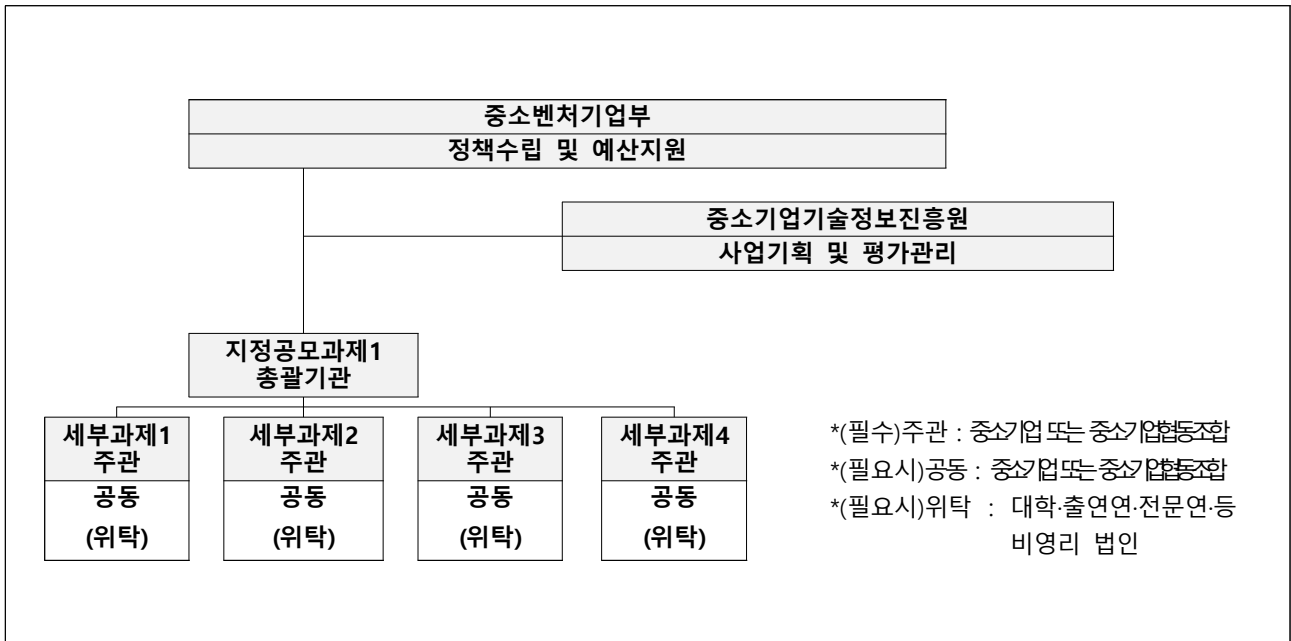 중소벤처기업부
정책수립 및 예산지원
중소기업기술정보진흥원
사업기획 및 평가관리
지정공모과제1
총괄기관
세부과제1
주관
공동
(위탁)
세부과제2
주관
공동
(위탁)
세부과제3
주관
공동
(위탁)
세부과제4
주관
공동
(위탁)
*(필수)주관 : 중소기업 또는 중소기업협동조합
*(필요시)공동 : 중소기업 또는 중소기업협동조합
*(필요시)위탁 : 대학·출연연·전문연·등
비영리 법인